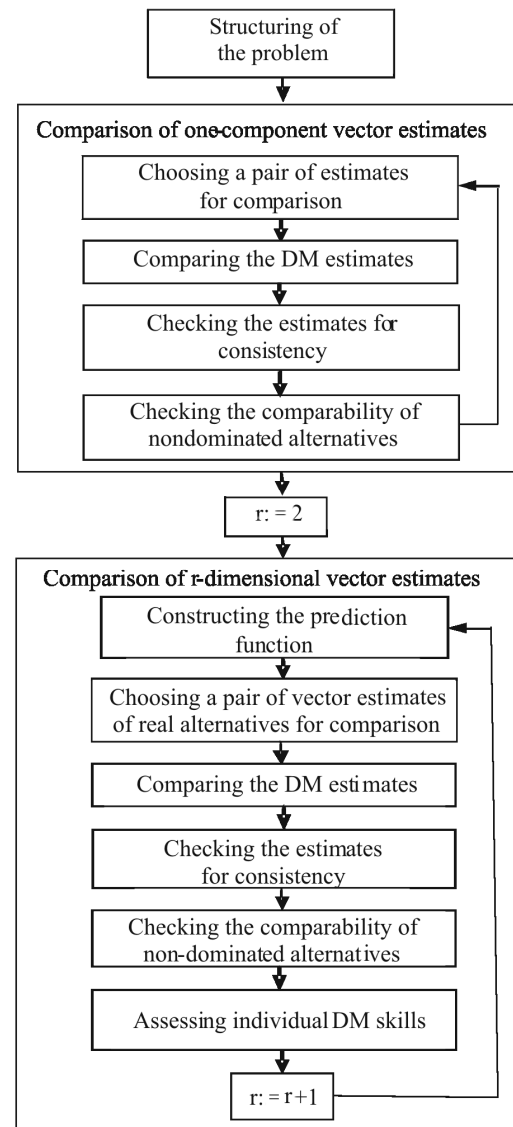 Structuring of
the problem
Comparison of one-component vector estimates
Choosing a pair of estimates
for comparison
Comparing the DM estimates
Checking the estimates for
consistency
Checking the comparability of
nondominated alternatives
r: = 2
Comparison of r-dimensional vector estimates
Constructing the prediction
function
Choosing a pair of vector estimates
of real alternatives for comparison
Comparing the DM estimates
Checking the estimates
for consistency
Checking the comparability of
non-dominated alternatives
Assessing individual DM skills
r: = r+1